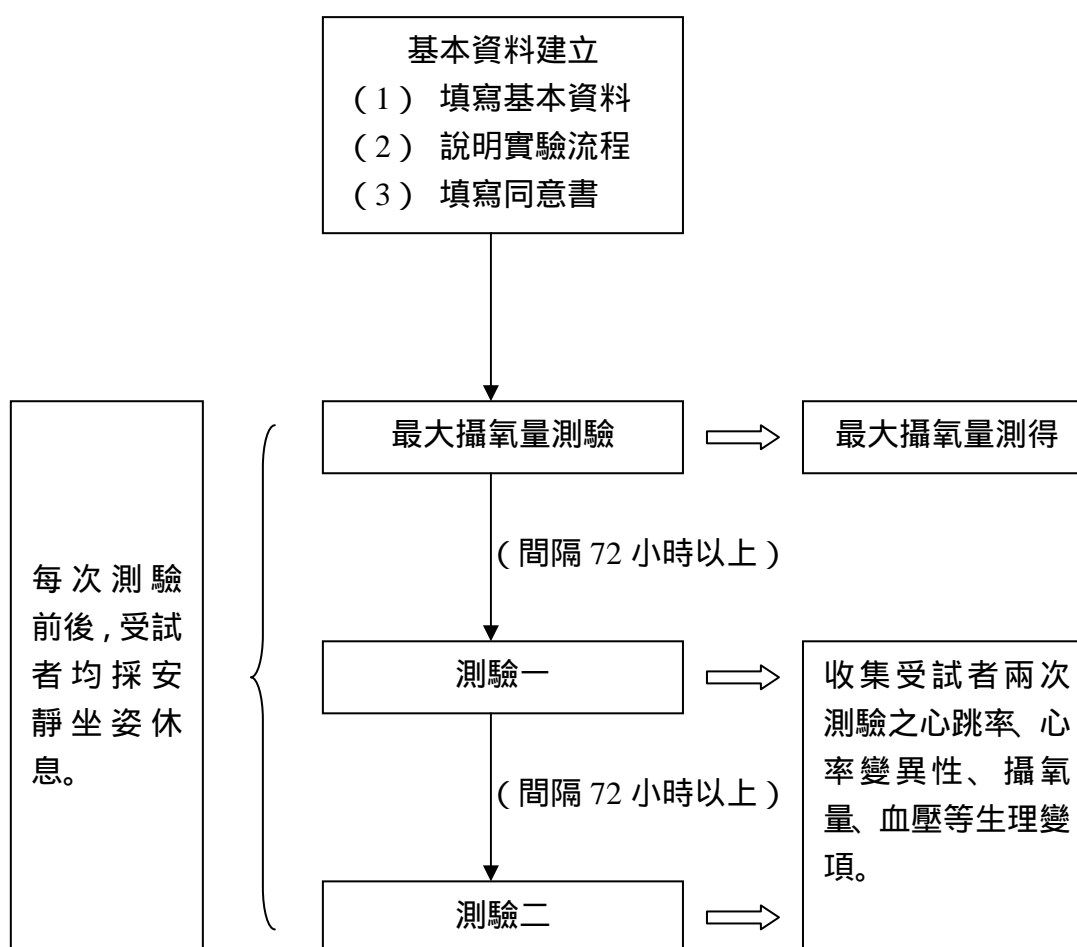 基本資料建立
(1) 填寫基本資料
(2) 說明實驗流程
(3) 填寫同意書
最大攝氧量測驗
最大攝氧量測得
(間隔 72 小時以上)
每次測驗
前後,受試
者均採安
靜坐姿休
息。
測驗一
收集受試者兩次
測驗之心跳率、心
率變異性、攝氧
量、血壓等生理變
項。
(間隔 72 小時以上)
測驗二